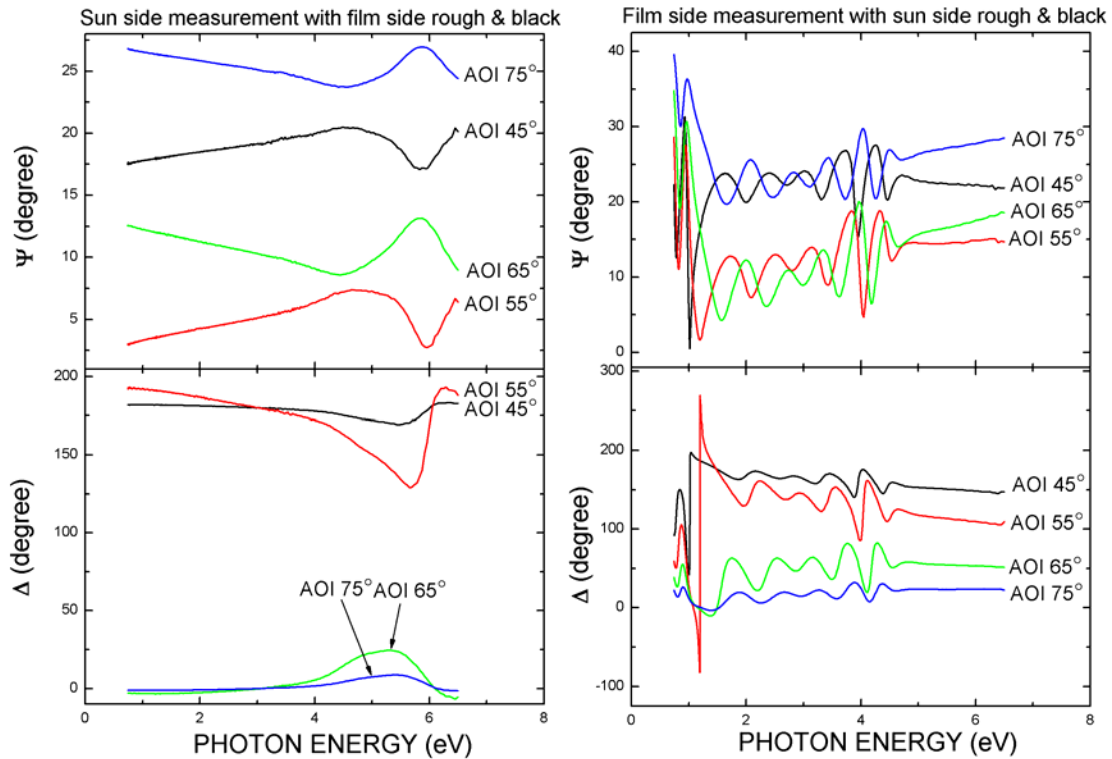 Sun side measurement with film side rough & black
Ψ (degree)
25
20
15
10
5
AOI 75°
AOI 45°
AOI 65°
AOI 55°
Δ (degree)
200
150
100
50
0
AOI 55°
AOI 45°
AOI 75°
AOI 65°
0 2 4 6 8
PHOTON ENERGY (eV)
Film side measurement with sun side rough & black
Ψ (degree)
40
30
20
10
0
AOI 75°
AOI 45°
AOI 65°
AOI 55°
Δ (degree)
300
200
100
0
-100
AOI 45°
AOI 55°
AOI 65°
AOI 75°
0 2 4 6 8
PHOTON ENERGY (eV)